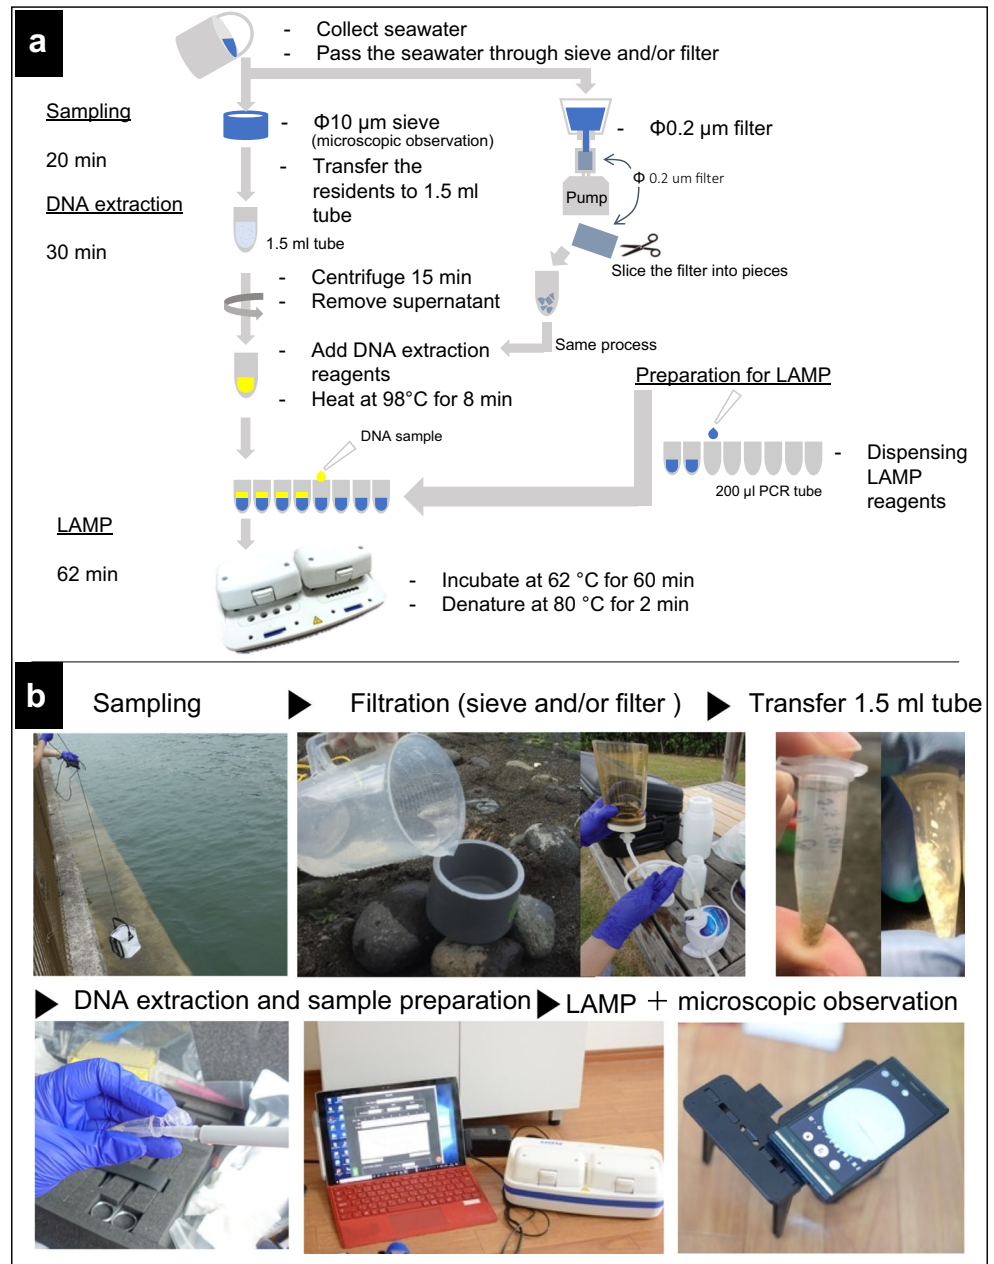 a
- Collect seawater
- Pass the seawater through sieve and/or filter
Sampling
20 min
DNA extraction
30 min
- Φ10 µm sieve
(microscopic observation)
- Transfer the
residents to 1.5 ml
tube
1.5 ml tube
- Φ0.2 µm filter
Φ 0.2 um filter
Pump
Slice the filter into pieces
- Centrifuge 15 min
- Remove supernatant
Same process
- Add DNA extraction
reagents
- Heat at 98°C for 8 min
Preparation for LAMP
DNA sample
- Dispensing
LAMP
reagents
200 µl PCR tube
LAMP
62 min
- Incubate at 62 °C for 60 min
- Denature at 80 °C for 2 min
b
Sampling
Filtration (sieve and/or filter )
Transfer 1.5 ml tube
DNA extraction and sample preparation
LAMP + microscopic observation